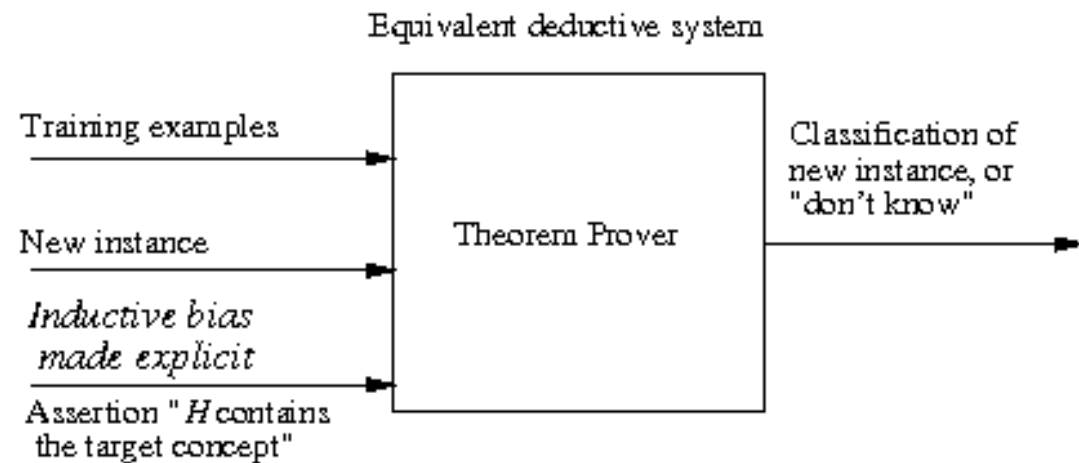 Equivalent deductive system
Training examples
New instance
Inductive bias
made explicit
Assertion " H contains
the target concept"
Theorem Prover
Classification of
new instance, or
"don't know"